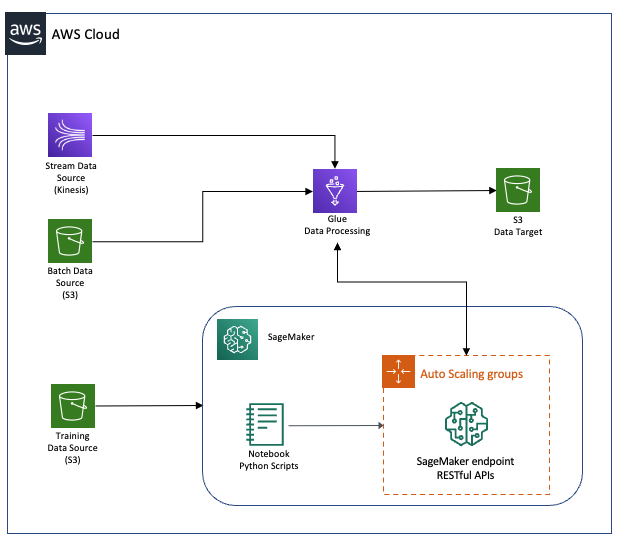 aws
AWS Cloud
Stream Data
Source
(Kinesis)
Glue
Data Processing
S3
Data Target
Batch Data
Source
(S3)
SageMaker
Auto Scaling groups
Training
Data Source
(S3)
Notebook
Python Scripts
SageMaker endpoint
RESTful APIs